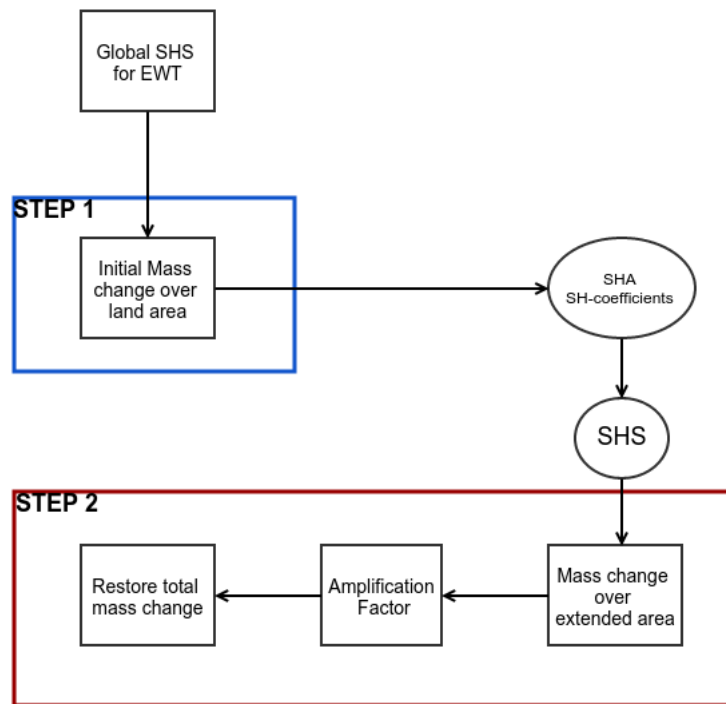 Global SHS
for EWT
STEP 1
Initial Mass
change over
land area
SHA
SH-coefficients
SHS
STEP 2
Restore total
mass change
Amplification
Factor
Mass change
over
extended area